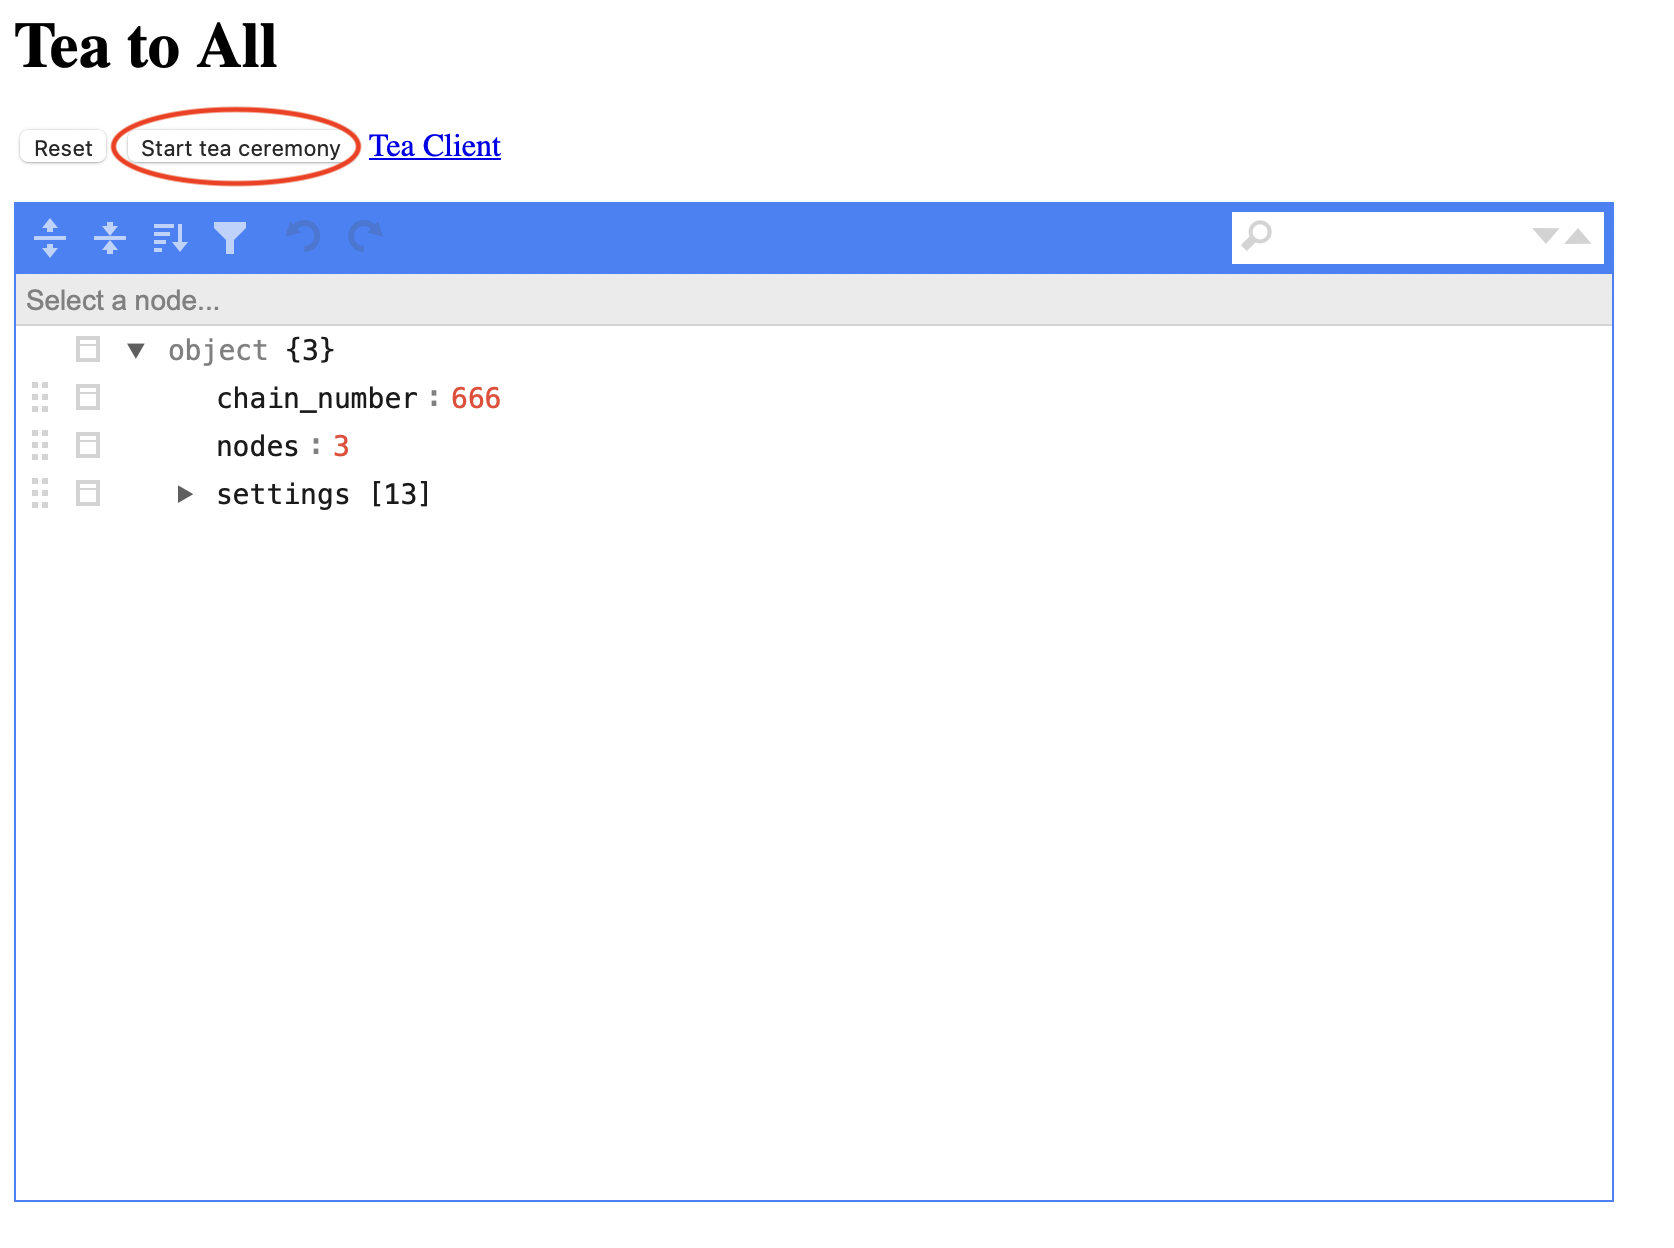 Tea to All
Reset Start tea ceremony Tea Client
Select a node...
object {3}
chain_number : 666
nodes : 3
settings [13]